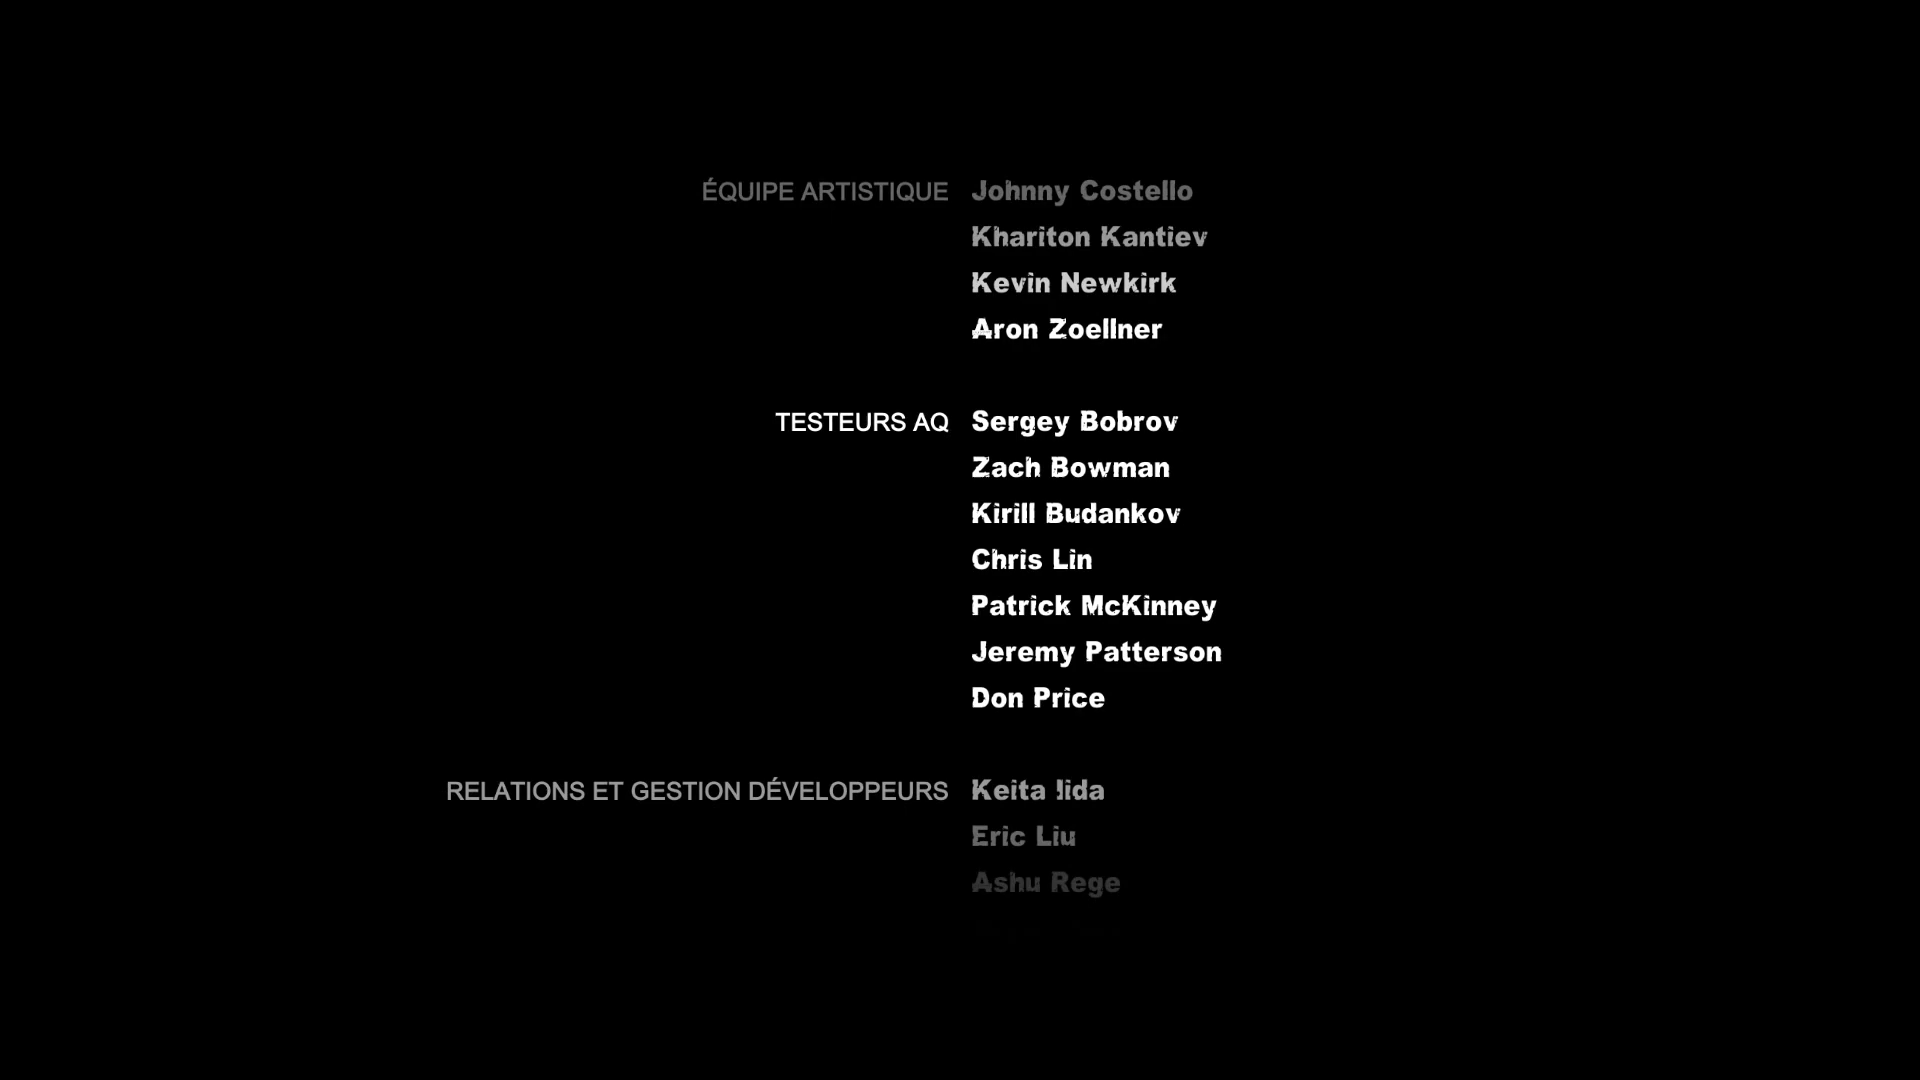 ÉQUIPE ARTISTIQUE Johnny Costello
Khariton Kantiev
Kevin Newkirk
Aron Zoellner
TESTEURS AQ Sergey Bobrov
Zach Bowman
Kirill Budankov
Chris Lin
Patrick McKinney
Jeremy Patterson
Don Price
RELATIONS ET GESTION DÉVELOPPEURS Keita Iida
Eric Liu
Ashu Rege